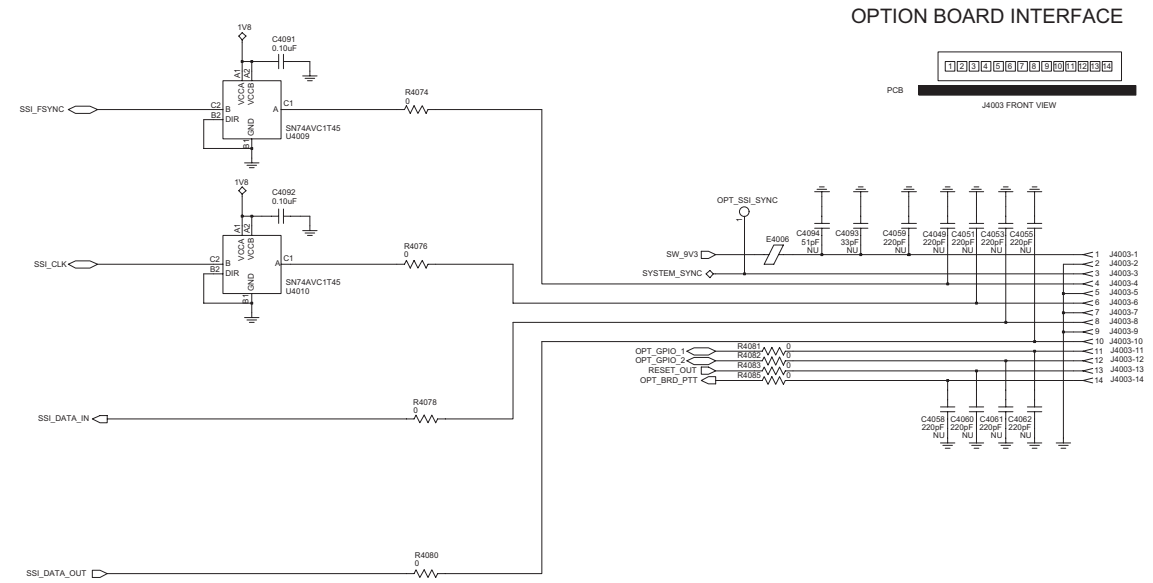 OPTION BOARD INTERFACE
1 2 3 4 5 6 7 8 9 10 11 12 13 14
PCB
J4003 FRONT VIEW
1V8
C4091
0.10uF
A1
A2
VCCA
VCCB
SSI_FSYNC
C2
B
A
C1
B2
DIR
GND
B1
SN74AVC1T45
U4009
R4074
0
1V8
C4092
0.10uF
A1
A2
VCCA
VCCB
SSI_CLK
C2
B
A
C1
B2
DIR
GND
B1
SN74AVC1T45
U4010
R4076
0
OPT_SSI_SYNC
1
E4006
SW_9V3
SYSTEM_SYNC
C4094
51pF
NU
C4093
33pF
NU
C4059
220pF
NU
C4049
220pF
NU
C4051
220pF
NU
C4053
220pF
NU
C4055
220pF
NU
1 J4003-1
2 J4003-2
3 J4003-3
4 J4003-4
5 J4003-5
6 J4003-6
7 J4003-7
8 J4003-8
9 J4003-9
10 J4003-10
11 J4003-11
12 J4003-12
13 J4003-13
14 J4003-14
OPT_GPIO_1 R4081 0
OPT_GPIO_2 R4082 0
RESET_OUT R4083 0
OPT_BRD_PTT R4085 0
C4058
220pF
NU
C4060
220pF
NU
C4061
220pF
NU
C4062
220pF
NU
SSI_DATA_IN
R4078
0
SSI_DATA_OUT
R4080
0